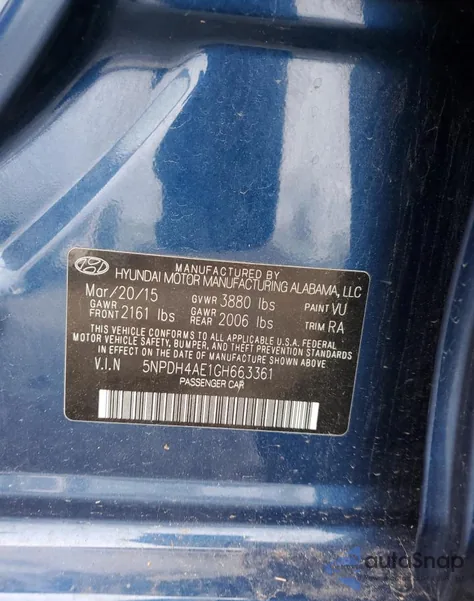 MANUFACTURED BY
HYUNDAI MOTOR MANUFACTURING ALABAMA, LLC
Mar/20/15 GVWR 3880 lbs PAINT VU
GAWR FRONT 2161 lbs GAWR REAR 2006 lbs TRIM RA
THIS VEHICLE CONFORMS TO ALL APPLICABLE U.S.A. FEDERAL
MOTOR VEHICLE SAFETY, BUMPER, AND THEFT PREVENTION STANDARDS
IN EFFECT ON THE DATE OF MANUFACTURE SHOWN ABOVE.
V.I.N 5NPDH4AE1GH663361
PASSENGER CAR
autoSnap